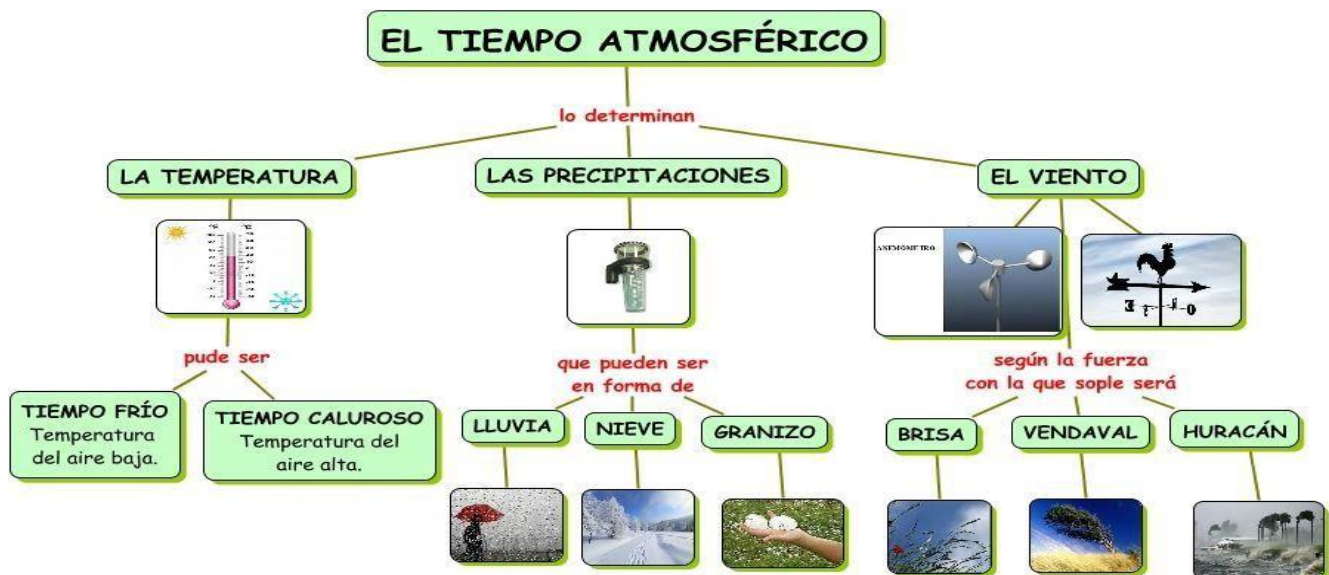 EL TIEMPO ATMOSFÉRICO
lo determinan
LA TEMPERATURA
LAS PRECIPITACIONES
EL VIENTO
ANEMÓMETRO
pude ser
que pueden ser
en forma de
según la fuerza
con la que sople será
TIEMPO FRÍO
Temperatura
del aire baja.
TIEMPO CALUROSO
Temperatura del
aire alta.
LLUVIA
NIEVE
GRANIZO
BRISA
VENDAVAL
HURACÁN